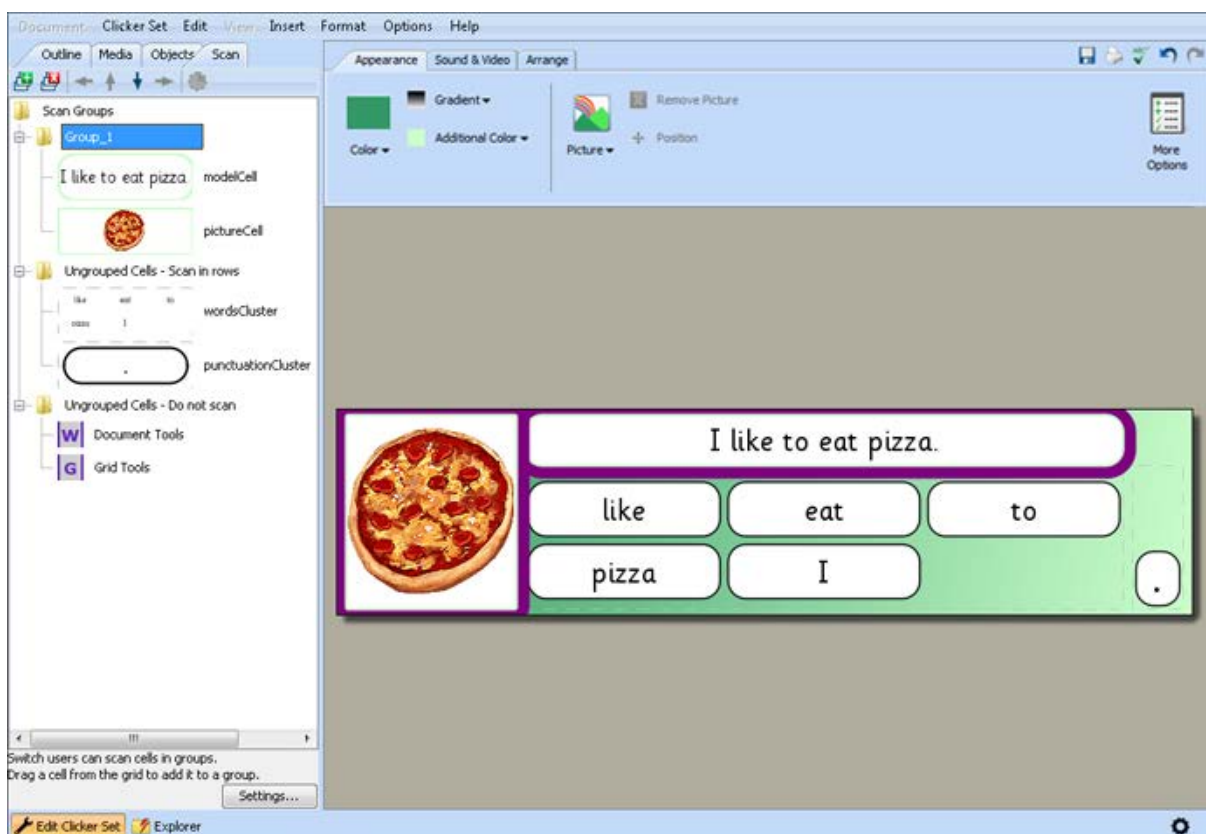 Document Clicker Set Edit View Insert Format Options Help
Outline Media Objects Scan
Scan Groups
Group_1
I like to eat pizza. modelCell
pictureCell
Ungrouped Cells - Scan in rows
like eat to
wordsCluster
pizza I
. punctuationCluster
Ungrouped Cells - Do not scan
W Document Tools
G Grid Tools
Switch users can scan cells in groups.
Drag a cell from the grid to add it to a group.
Settings...
Edit Clicker Set Explorer
Appearance Sound & Video Arrange
Gradient
Additional Color
Color
Picture
Remove Picture
Position
More
Options
I like to eat pizza.
like eat to
pizza I .